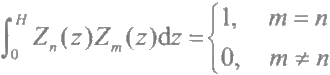 ∫₀ᴴ Zₙ(z)Zₘ(z)dz = { 1, m = n
0, m ≠ n